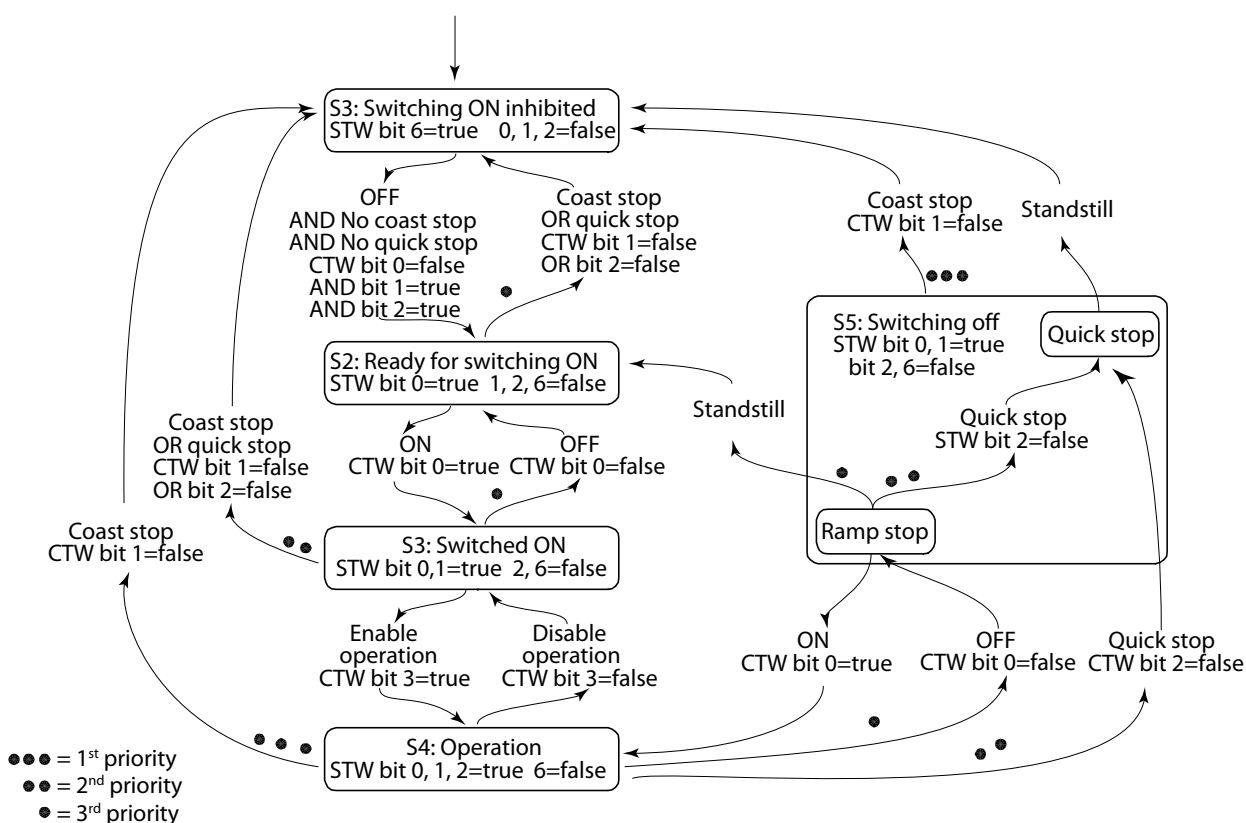 S3: Switching ON inhibited
STW bit 6=true 0, 1, 2=false
OFF
AND No coast stop
AND No quick stop
CTW bit 0=false
AND bit 1=true
AND bit 2=true
Coast stop
OR quick stop
CTW bit 1=false
OR bit 2=false
Coast stop
CTW bit 1=false
Standstill
S5: Switching off
STW bit 0, 1=true
bit 2, 6=false
Quick stop
S2: Ready for switching ON
STW bit 0=true 1, 2, 6=false
Standstill
Quick stop
STW bit 2=false
Coast stop
OR quick stop
CTW bit 1=false
OR bit 2=false
ON
CTW bit 0=true
OFF
CTW bit 0=false
Coast stop
CTW bit 1=false
S3: Switched ON
STW bit 0,1=true 2, 6=false
Ramp stop
Enable
operation
CTW bit 3=true
Disable
operation
CTW bit 3=false
ON
CTW bit 0=true
OFF
CTW bit 0=false
Quick stop
CTW bit 2=false
S4: Operation
STW bit 0, 1, 2=true 6=false
= 1st priority
= 2nd priority
= 3rd priority